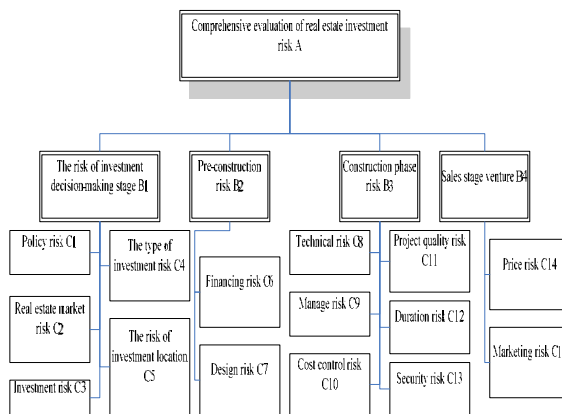 Comprehensive evaluation of real estate investment
risk A
The risk of investment
decision-making stage B1
Pre-construction
risk B2
Construction phase
risk B3
Sales stage venture B4
Policy risk C1
The type of
investment risk C4
Real estate market
risk C2
The risk of
investment location
C5
Investment risk C3
Financing risk C6
Design risk C7
Technical risk C8
Project quality risk
C11
Manage risk C9
Duration risk C12
Cost control risk
C10
Security risk C13
Price risk C14
Marketing risk C1